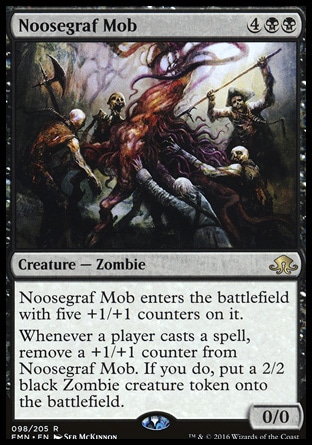 Noosegraf Mob 4
Creature — Zombie
Noosegraf Mob enters the battlefield
with five +1/+1 counters on it.
Whenever a player casts a spell,
remove a +1/+1 counter from
Noosegraf Mob. If you do, put a 2/2
black Zombie creature token onto
the battlefield.
0/0
098/205 R
EMN • EN Seb McKinnon
™ & © 2016 Wizards of the Coast